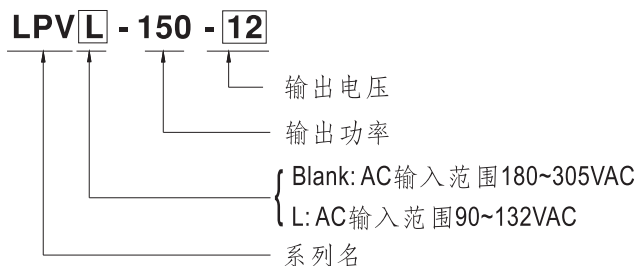 LPV L - 150 - 12
输出电压
输出功率
Blank: AC输入范围180~305VAC
L: AC输入范围90~132VAC
系列名